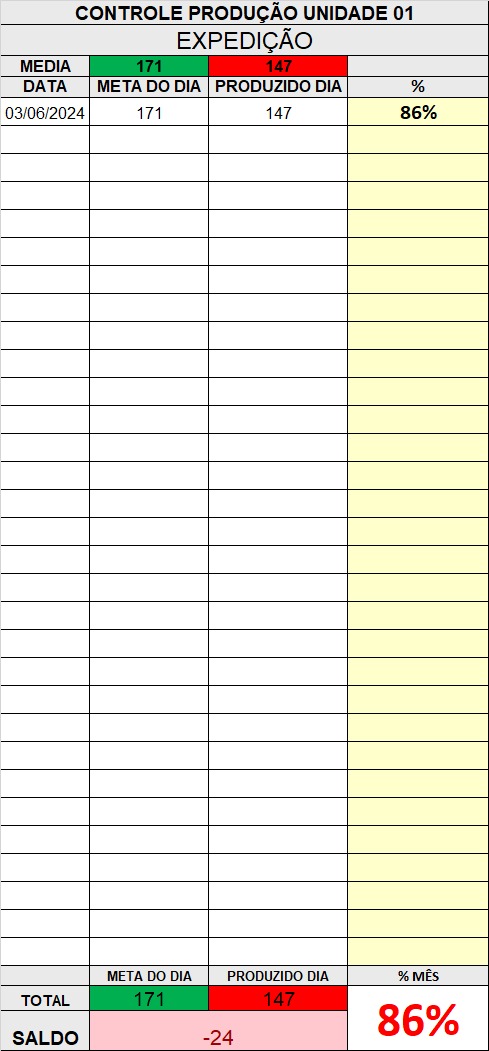 CONTROLE PRODUÇÃO UNIDADE 01
EXPEDIÇÃO
MEDIA 171 147
DATA META DO DIA PRODUZIDO DIA %
03/06/2024 171 147 86%
META DO DIA PRODUZIDO DIA % MÊS
TOTAL 171 147 86%
SALDO -24